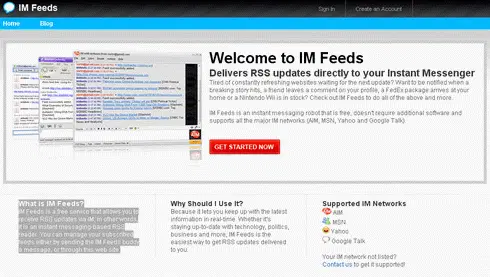 IM Feeds
Sign In
Create an Account
Home
Blog
Welcome to IM Feeds
Delivers RSS updates directly to your Instant Messenger
Tired of constantly refreshing websites waiting for the next update? Want to be notified when a
breaking story hits, a friend leaves a comment on your profile, a FedEx package arrives at your
home or a Nintendo Wii is in stock? Check out IM Feeds to do all of the above and more.
IM Feeds is an instant messaging robot that is free, doesn't require additional software and
supports all the major IM networks (AIM, MSN, Yahoo and Google Talk).
GET STARTED NOW
What is IM Feeds?
IM Feeds is a free service that allows you to
receive RSS updates via IM. In other words,
it is an instant messaging-based RSS
reader. You can manage your subscribed
feeds either by sending the IM Feeds buddy
a message, or through this web site.
Why Should I Use It?
Because it lets you keep up with the latest
information in real-time. Whether it's
staying up-to-date with technology, politics,
business and more, IM Feeds is the
easiest way to get RSS updates delivered
to you.
Supported IM Networks
AIM
MSN
Yahoo
Google Talk
Your IM network not listed?
Contact us to get it supported!